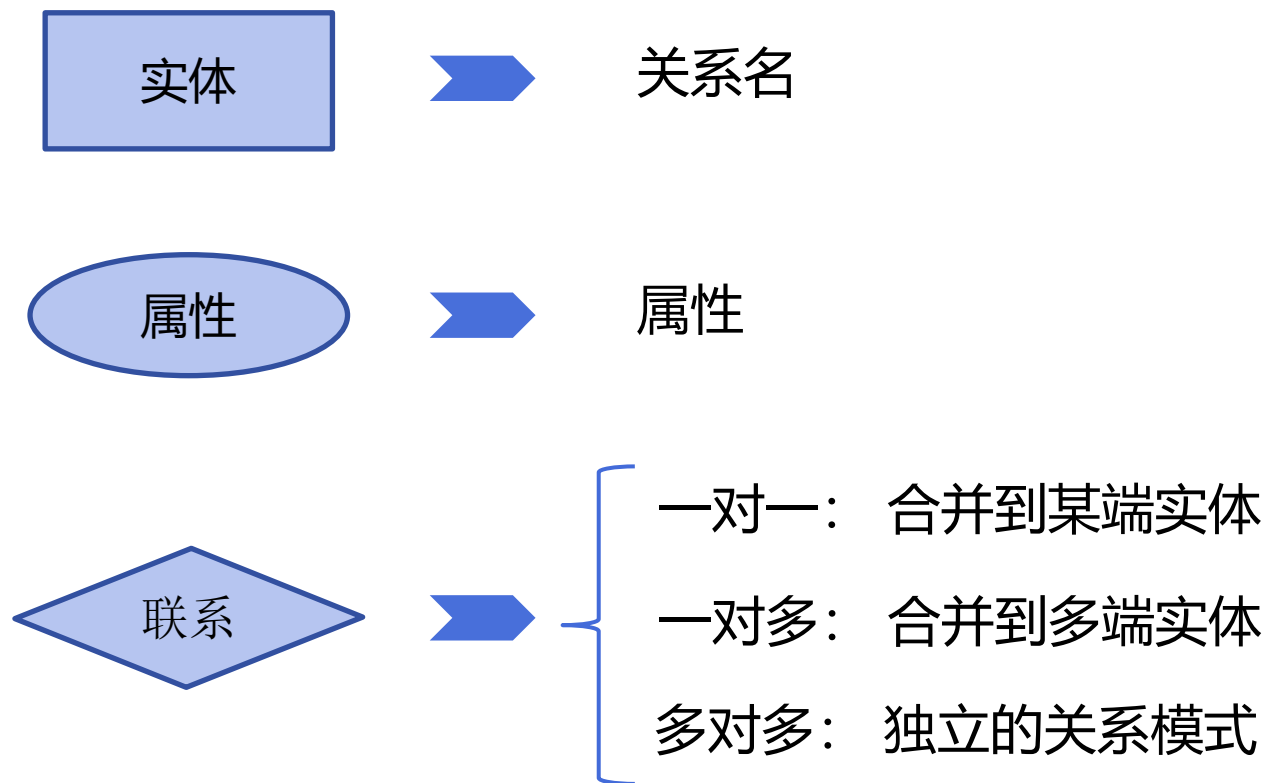 实体
关系名
属性
属性
联系
一对一： 合并到某端实体
一对多： 合并到多端实体
多对多： 独立的关系模式